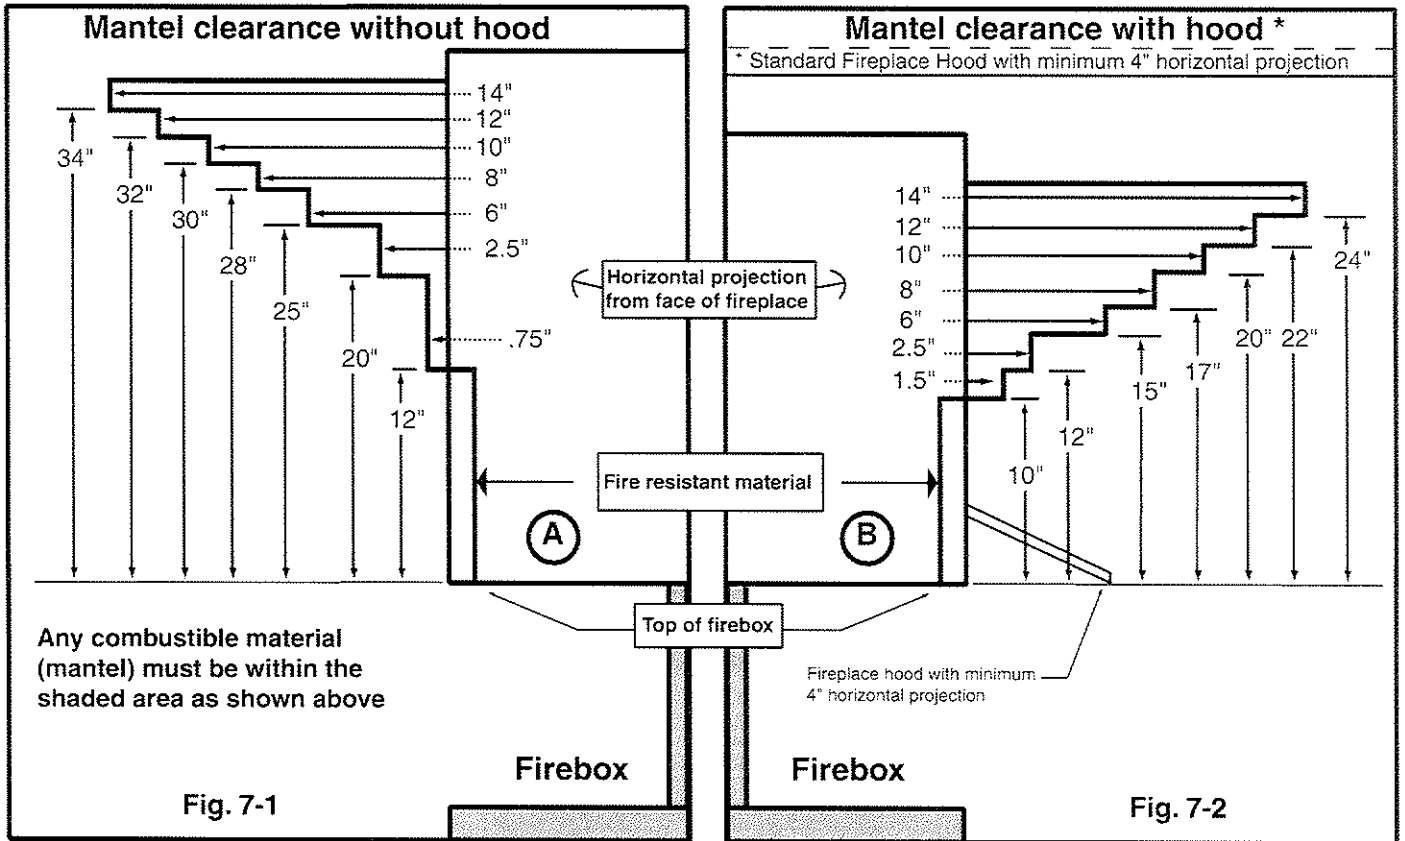 Mantel clearance without hood
14"
12"
10"
8"
6"
2.5"
.75"
34"
32"
30"
28"
25"
20"
12"
Any combustible material
(mantel) must be within the
shaded area as shown above
Fig. 7-1
A
Firebox
Horizontal projection
from face of fireplace
Fire resistant material
Top of firebox
Mantel clearance with hood *
* Standard Fireplace Hood with minimum 4" horizontal projection
14"
12"
10"
8"
6"
2.5"
1.5"
10"
12"
15"
17"
20"
22"
24"
B
Fireplace hood with minimum
4" horizontal projection
Firebox
Fig. 7-2